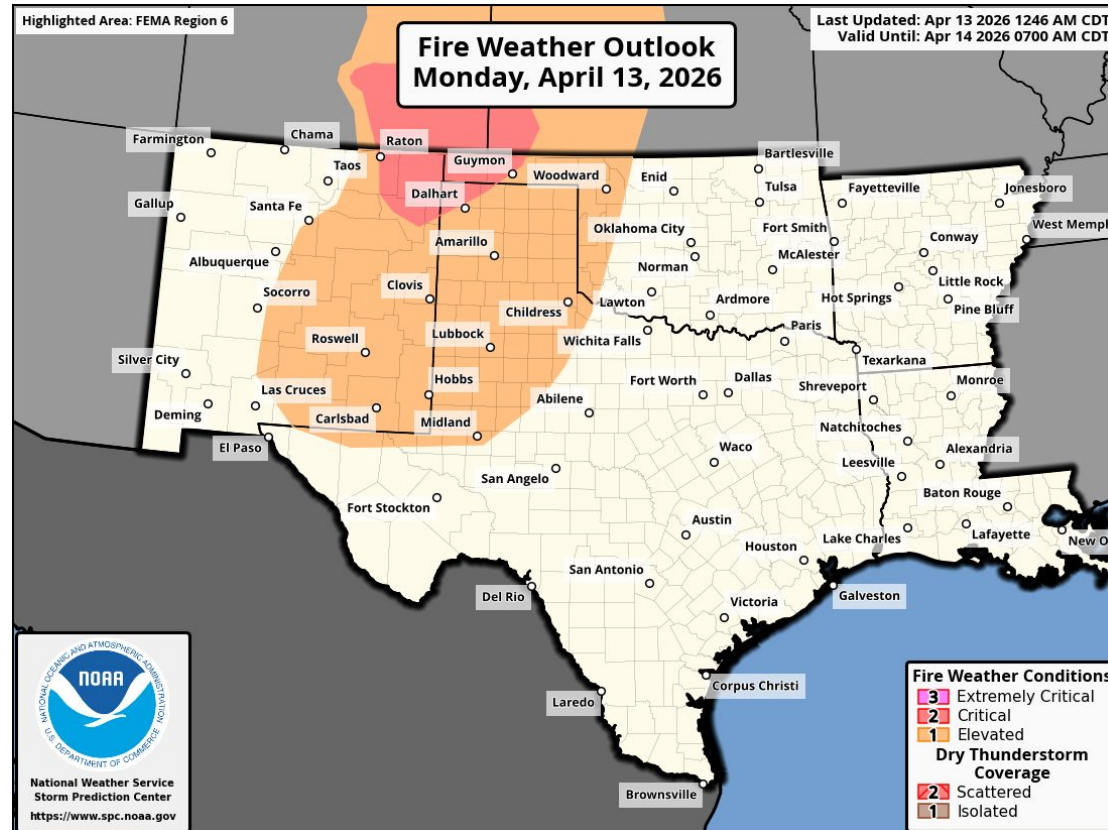 Highlighted Area: FEMA Region 6
Fire Weather Outlook
Monday, April 13, 2026
Last Updated: Apr 13 2026 1246 AM CDT
Valid Until: Apr 14 2026 0700 AM CDT
Farmington
Chama
Raton
Taos
Guymon
Woodward
Enid
Bartlesville
Tulsa
Fayetteville
Jonesboro
Gallup
Santa Fe
Dalhart
Oklahoma City
Fort Smith
Conway
West Memph
Albuquerque
Amarillo
Norman
McAlester
Little Rock
Socorro
Clovis
Childress
Lawton
Ardmore
Hot Springs
Pine Bluff
Roswell
Lubbock
Wichita Falls
Paris
Texarkana
Silver City
Las Cruces
Hobbs
Fort Worth
Dallas
Shreveport
Monroe
Deming
Carlsbad
Midland
Abilene
Natchitoches
El Paso
San Angelo
Waco
Leesville
Alexandria
Fort Stockton
Austin
Baton Rouge
Houston
Lake Charles
Lafayette
New O
Del Rio
San Antonio
Galveston
Victoria
Laredo
Corpus Christi
Brownsville
NATIONAL OCEANIC AND ATMOSPHERIC ADMINISTRATION
NOAA
U.S. DEPARTMENT OF COMMERCE
National Weather Service
Storm Prediction Center
https://www.spc.noaa.gov
Fire Weather Conditions
3 Extremely Critical
2 Critical
1 Elevated
Dry Thunderstorm
Coverage
2 Scattered
1 Isolated